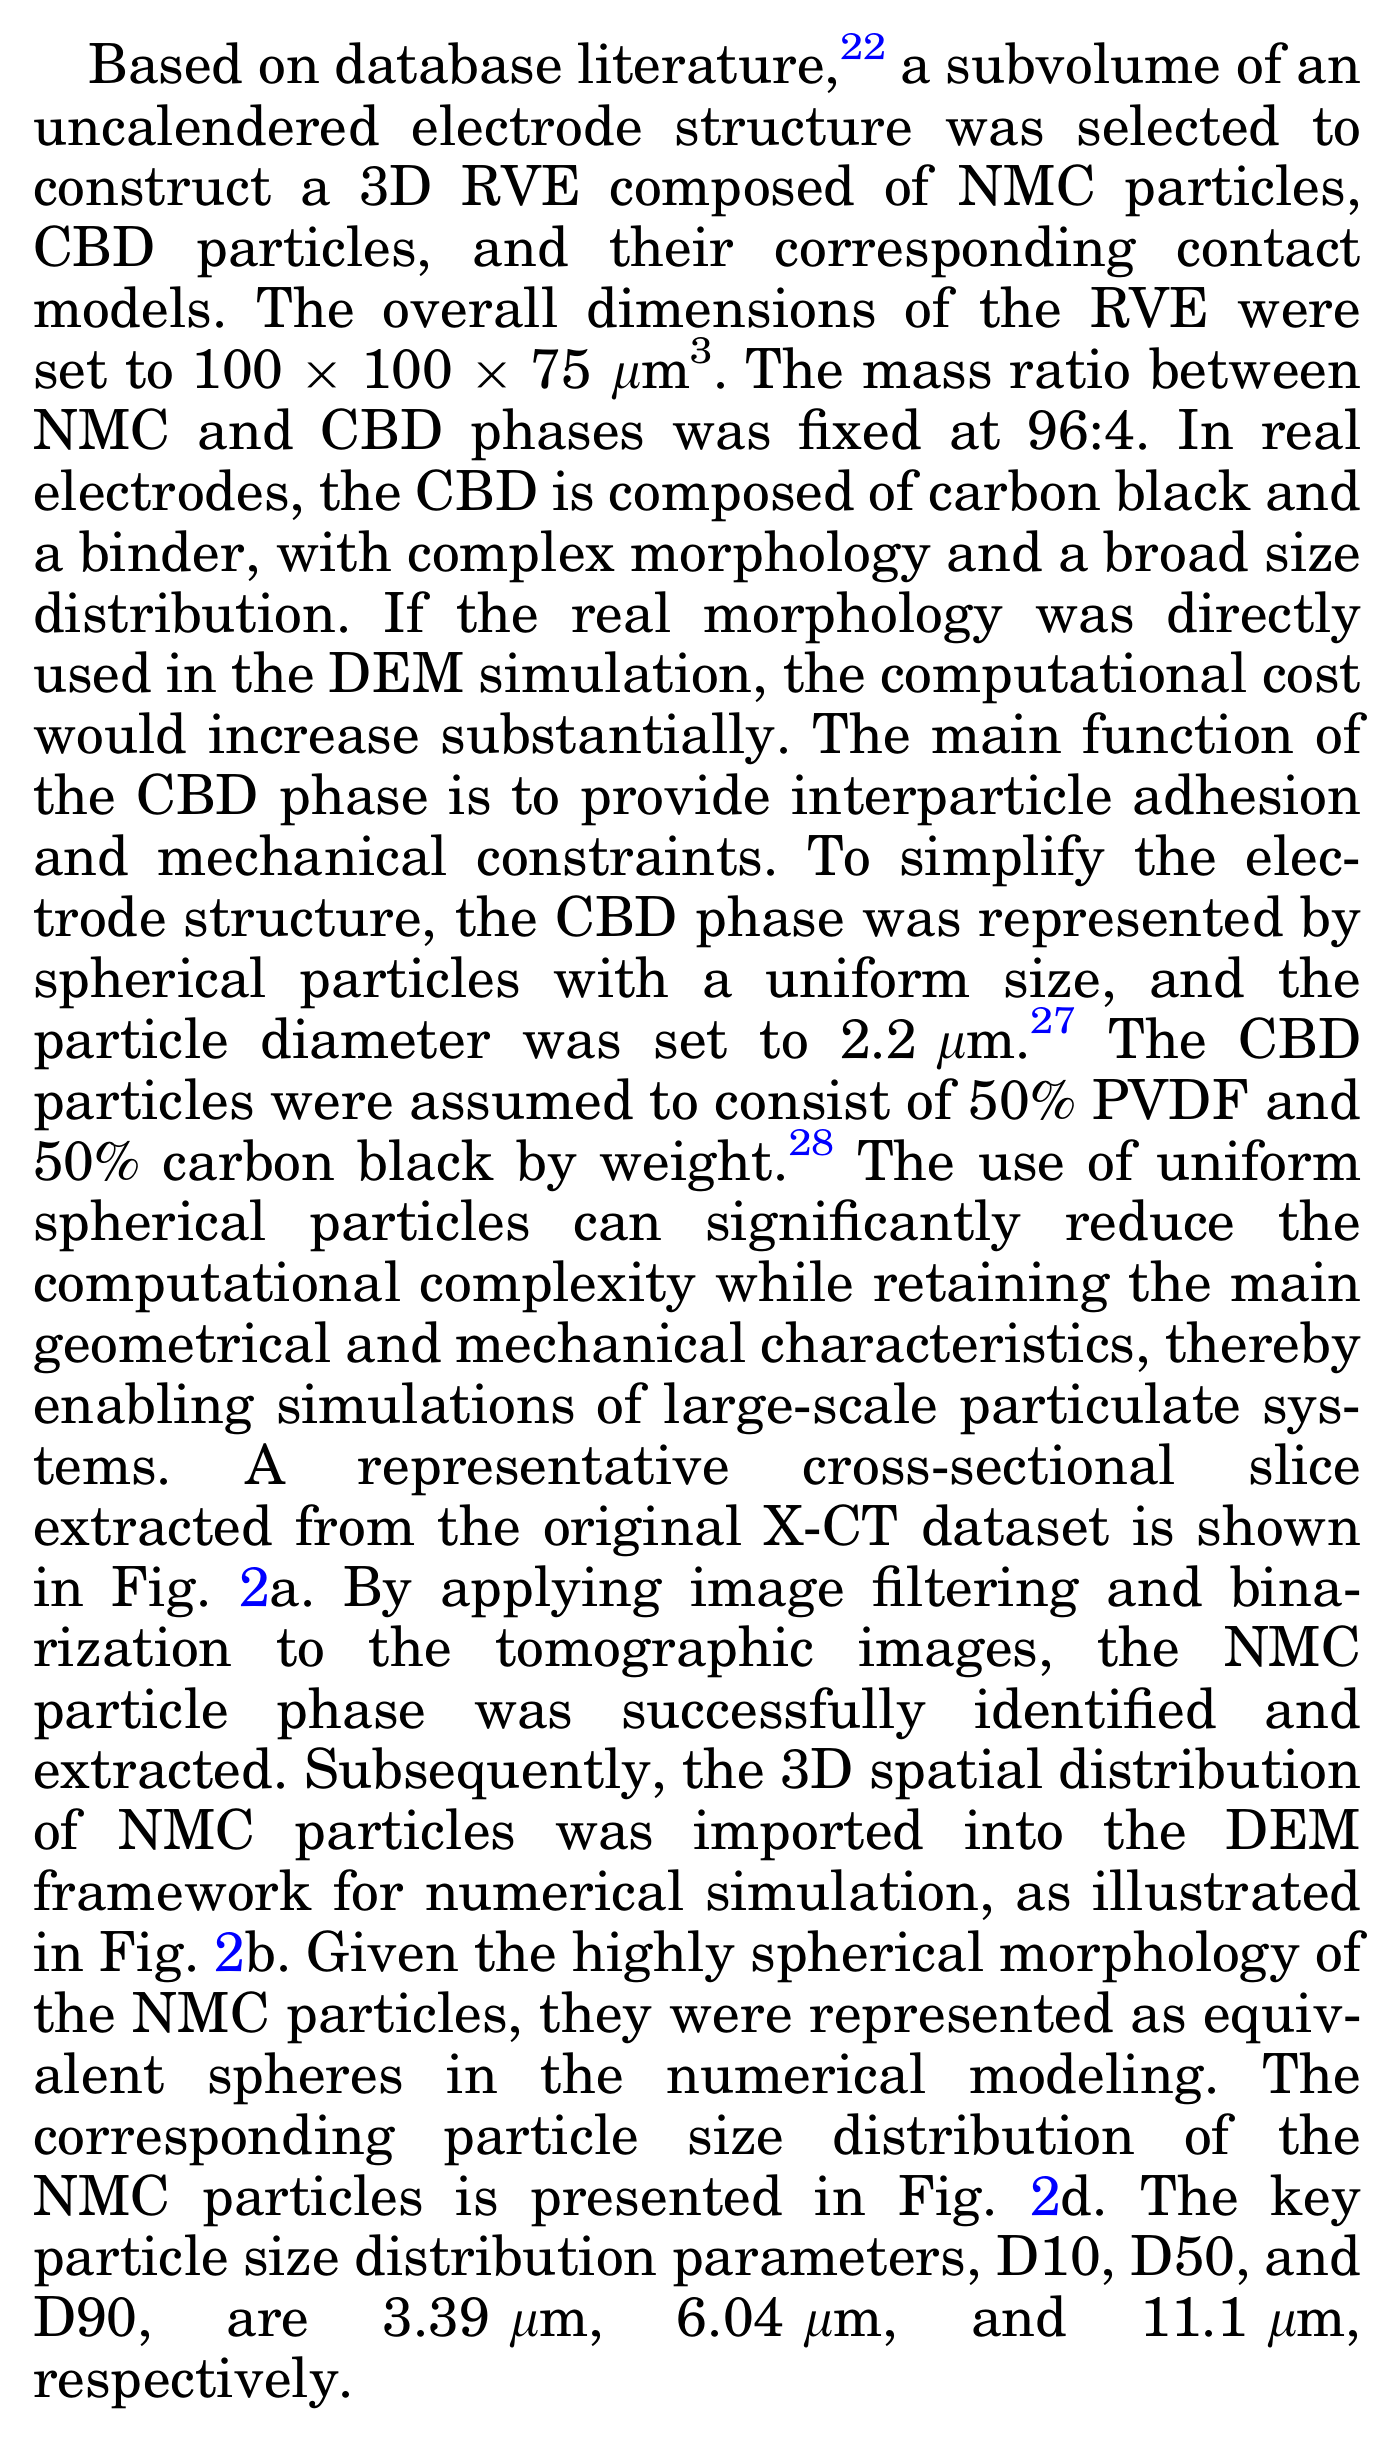 Based on database literature,22 a subvolume of an
uncalendered electrode structure was selected to
construct a 3D RVE composed of NMC particles,
CBD particles, and their corresponding contact
models. The overall dimensions of the RVE were
set to 100 × 100 × 75 μm³. The mass ratio between
NMC and CBD phases was fixed at 96:4. In real
electrodes, the CBD is composed of carbon black and
a binder, with complex morphology and a broad size
distribution. If the real morphology was directly
used in the DEM simulation, the computational cost
would increase substantially. The main function of
the CBD phase is to provide interparticle adhesion
and mechanical constraints. To simplify the elec-
trode structure, the CBD phase was represented by
spherical particles with a uniform size, and the
particle diameter was set to 2.2 μm.27 The CBD
particles were assumed to consist of 50% PVDF and
50% carbon black by weight.28 The use of uniform
spherical particles can significantly reduce the
computational complexity while retaining the main
geometrical and mechanical characteristics, thereby
enabling simulations of large-scale particulate sys-
tems. A representative cross-sectional slice
extracted from the original X-CT dataset is shown
in Fig. 2a. By applying image filtering and bina-
rization to the tomographic images, the NMC
particle phase was successfully identified and
extracted. Subsequently, the 3D spatial distribution
of NMC particles was imported into the DEM
framework for numerical simulation, as illustrated
in Fig. 2b. Given the highly spherical morphology of
the NMC particles, they were represented as equiv-
alent spheres in the numerical modeling. The
corresponding particle size distribution of the
NMC particles is presented in Fig. 2d. The key
particle size distribution parameters, D10, D50, and
D90, are 3.39 μm, 6.04 μm, and 11.1 μm,
respectively.